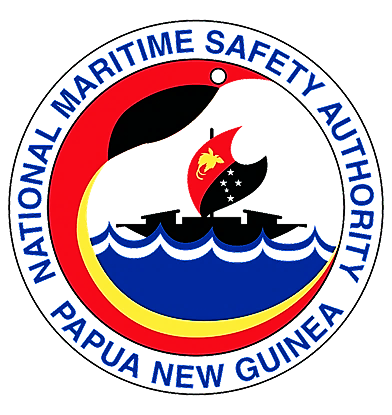 NATIONAL MARITIME SAFETY AUTHORITY
PAPUA NEW GUINEA